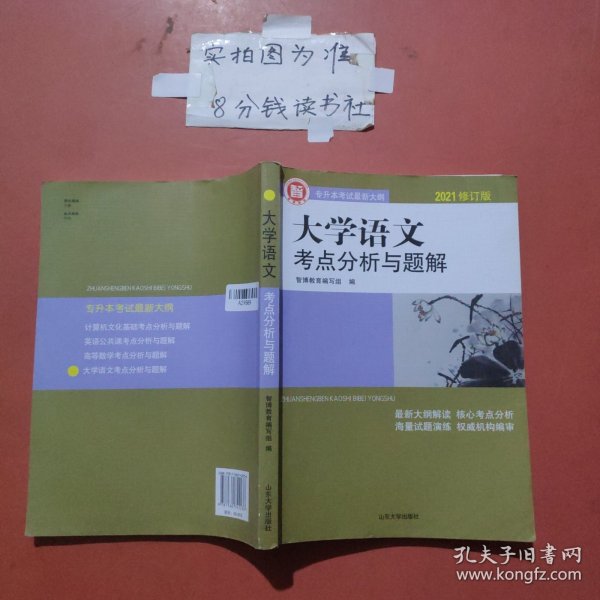 实拍图为准
8分钱读书社
智
专升本考试最新大纲
2021修订版
大学语文
考点分析与题解
智博教育编写组 编
ZHUANSHENGBEN KAOSHI BIBEI YONGSHU
最新大纲解读 核心考点分析
海量试题演练 权威机构编审
山东大学出版社
大学语文
考点分析与题解
智博教育编写组 编
山东大学出版社
ZHUANSHENGBEN KAOSHI BIBEI YONGSHU
专升本考试最新大纲
计算机文化基础考点分析与题解
英语公共课考点分析与题解
高等数学考点分析与题解
大学语文考点分析与题解
孔夫子旧书网
www.kongfz.com